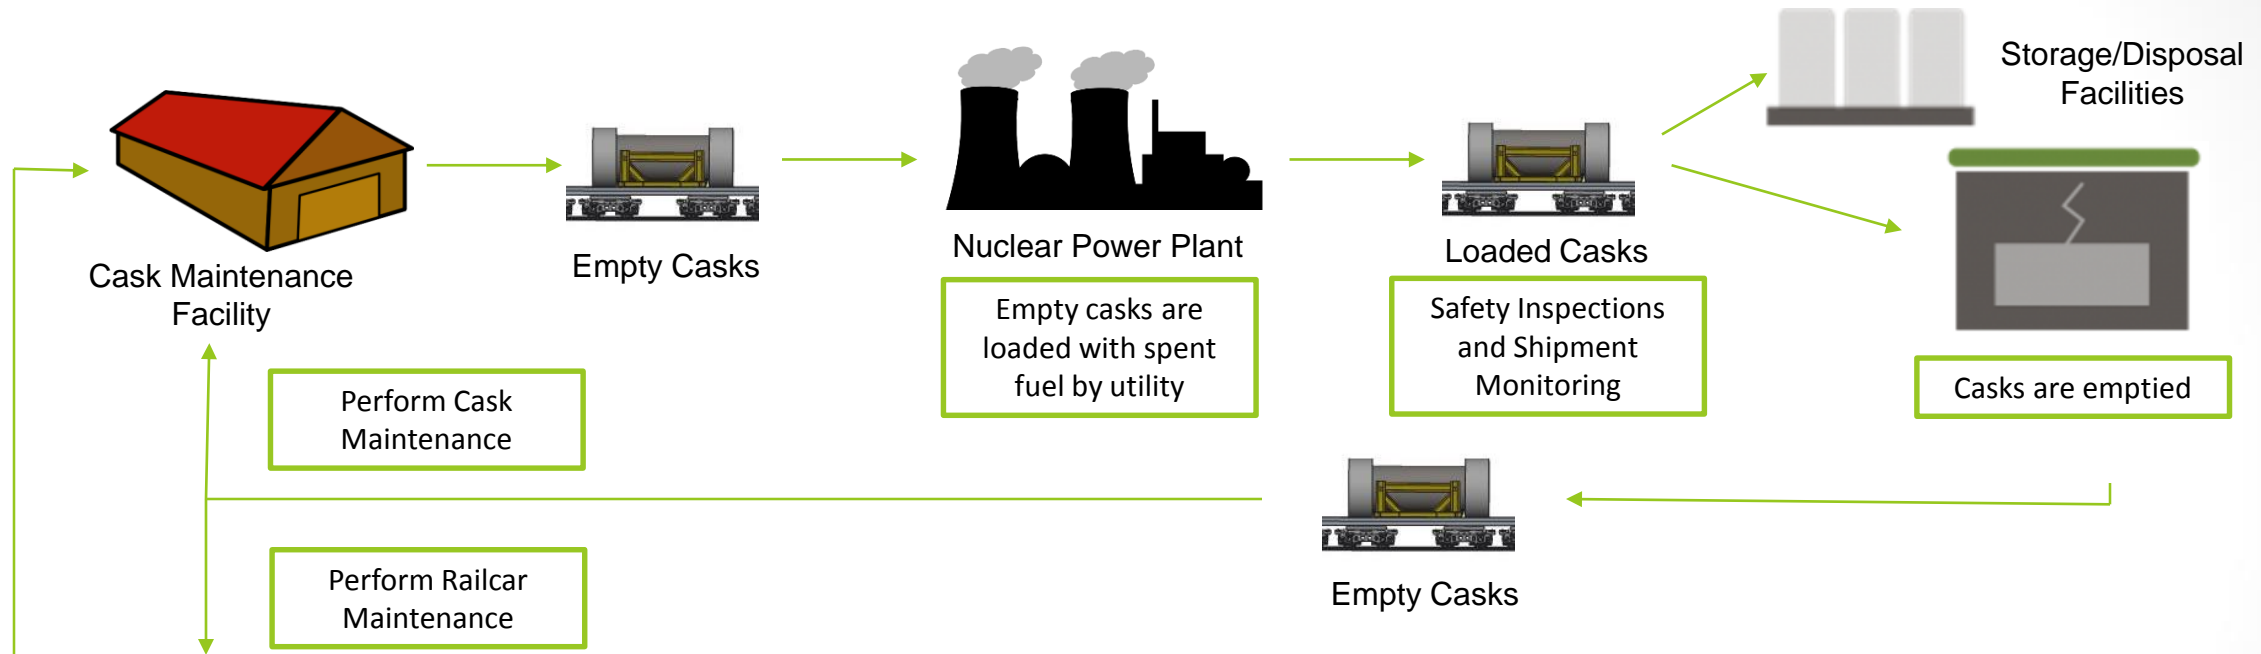 Storage/Disposal
Facilities
Cask Maintenance
Facility
Empty Casks
Nuclear Power Plant
Loaded Casks
Empty casks are
loaded with spent
fuel by utility
Safety Inspections
and Shipment
Monitoring
Casks are emptied
Perform Cask
Maintenance
Perform Railcar
Maintenance
Empty Casks